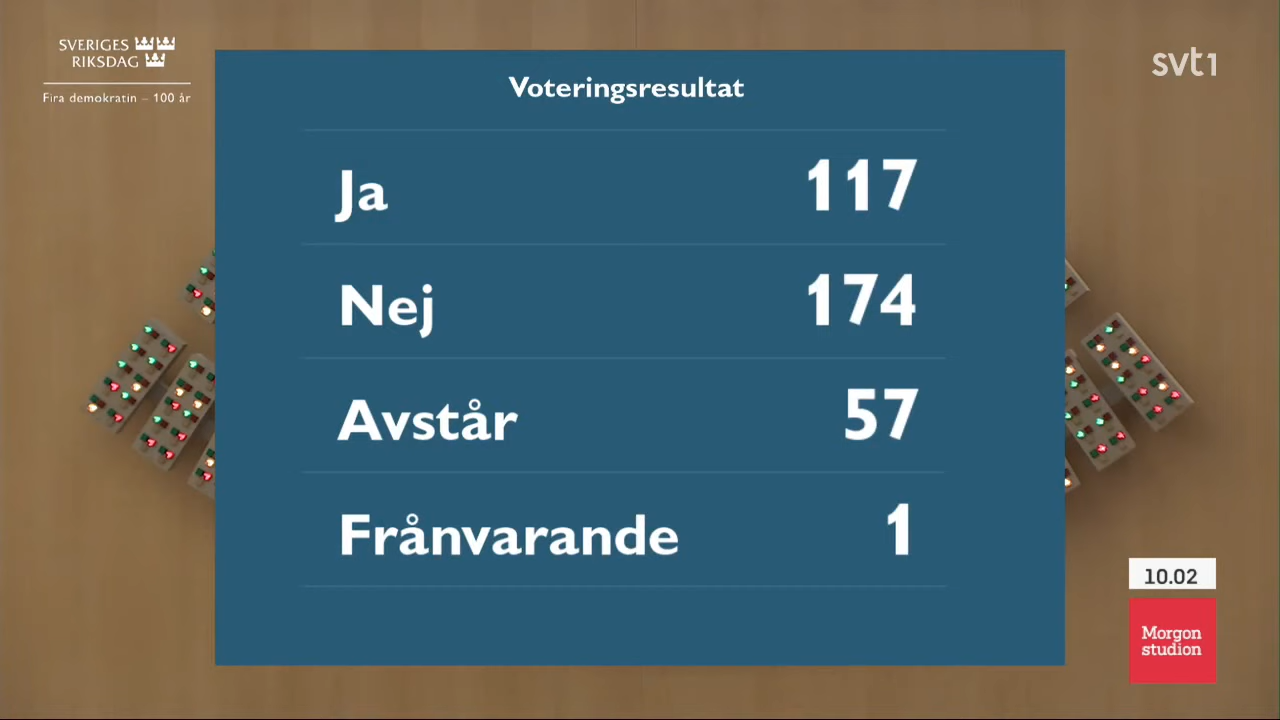 SVERIGES
RIKSDAG
Fira demokratin – 100 år
svt1
Voteringsresultat
Ja 117
Nej 174
Avstår 57
Frånvarande 1
10.02
Morgon
studion